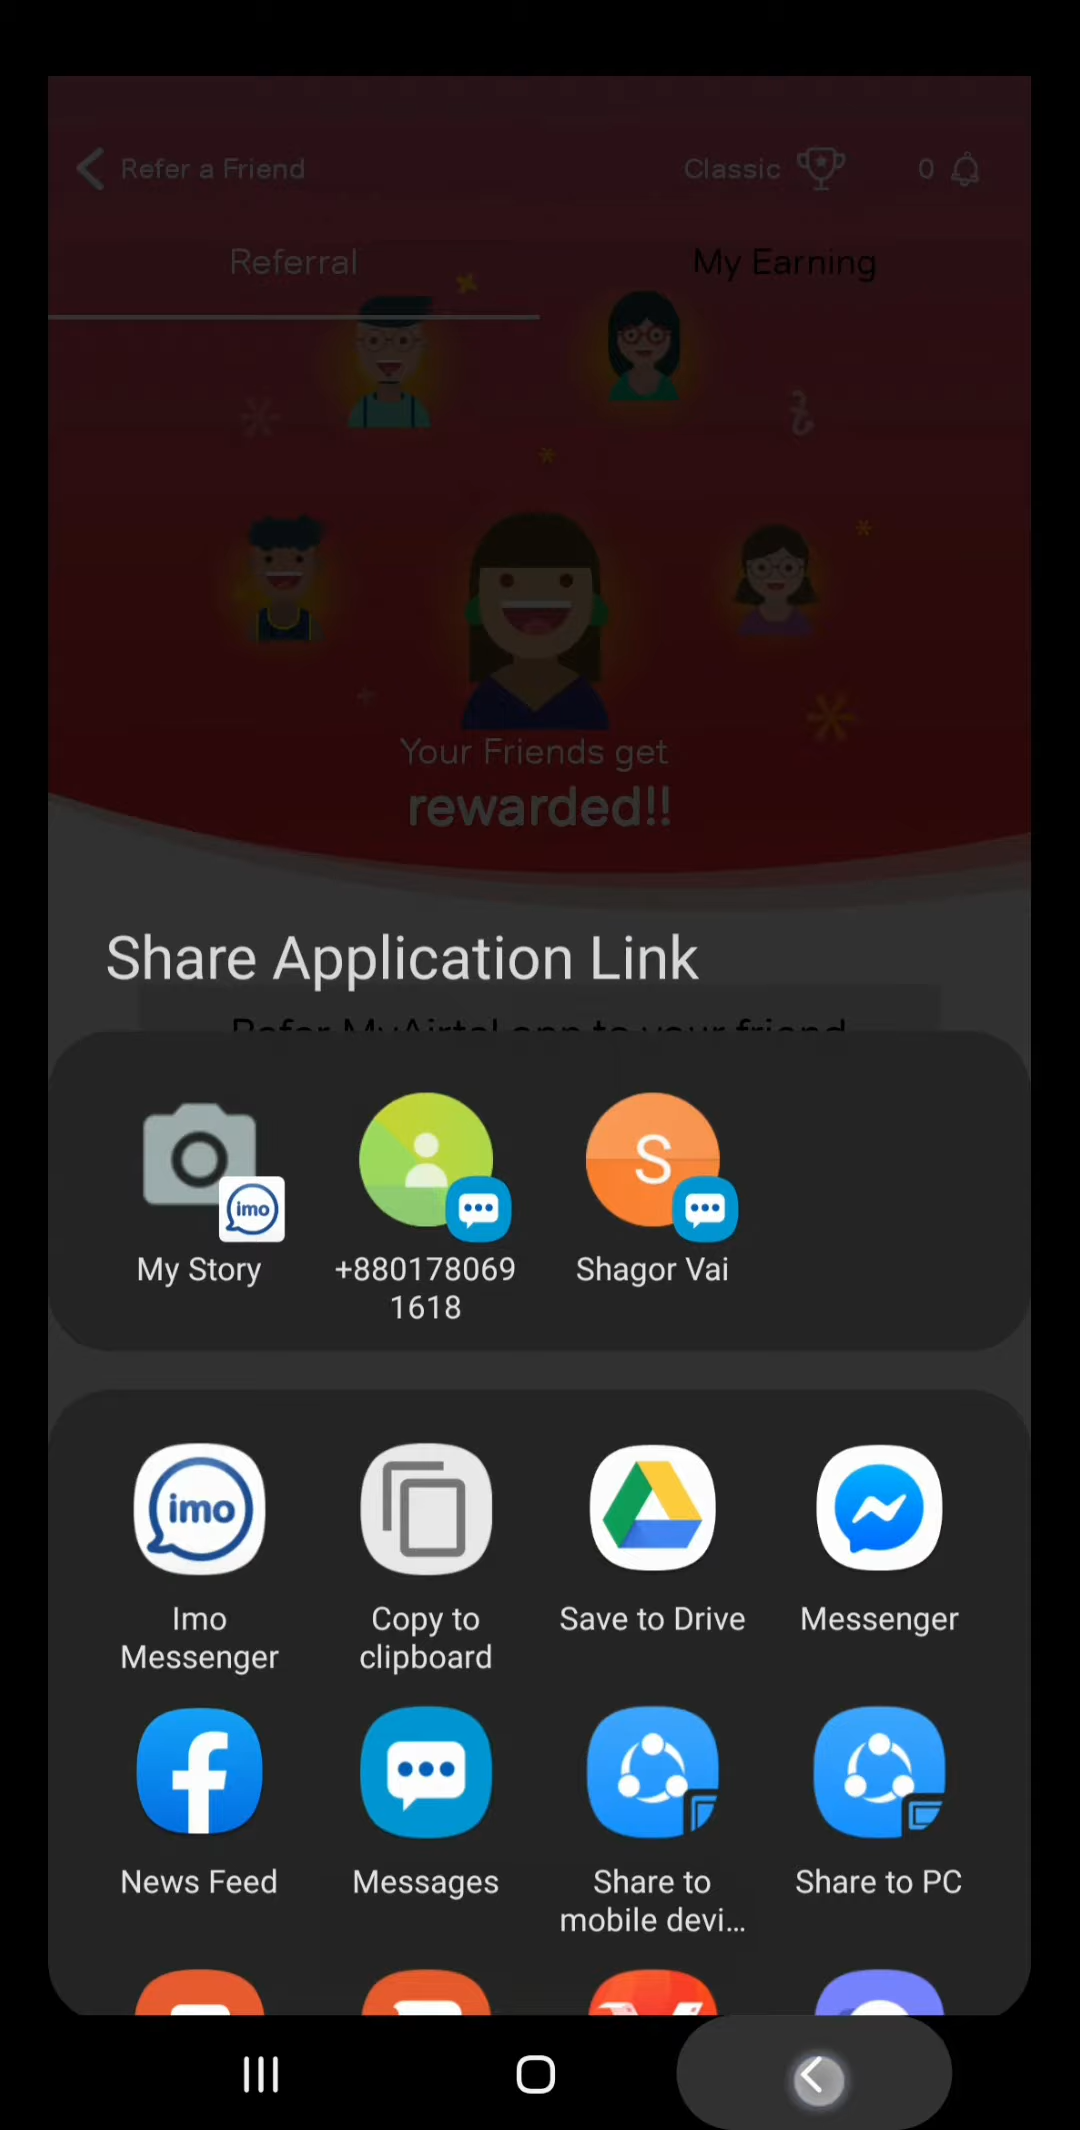 Refer a Friend
Classic
0
Referral
My Earning
Your Friends get
rewarded!!
Share Application Link
Refer MyAirtel app to your friend
imo
S
My Story
+880178069
1618
Shagor Vai
imo
Imo
Messenger
Copy to
clipboard
Save to Drive
Messenger
News Feed
Messages
Share to
mobile devi...
Share to PC